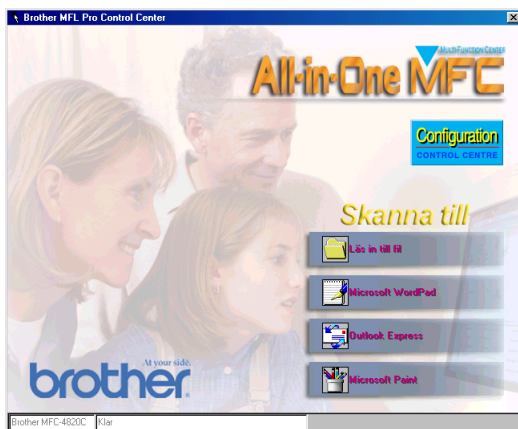 Brother MFL Pro Control Center
MULTI-FUNCTION CENTER
All-in-One MFC
Configuration
CONTROL CENTRE
Skanna till
Läs in till fil
Microsoft WordPad
Outlook Express
Microsoft Paint
At your side.
brother
Brother MFC-4820C Klar